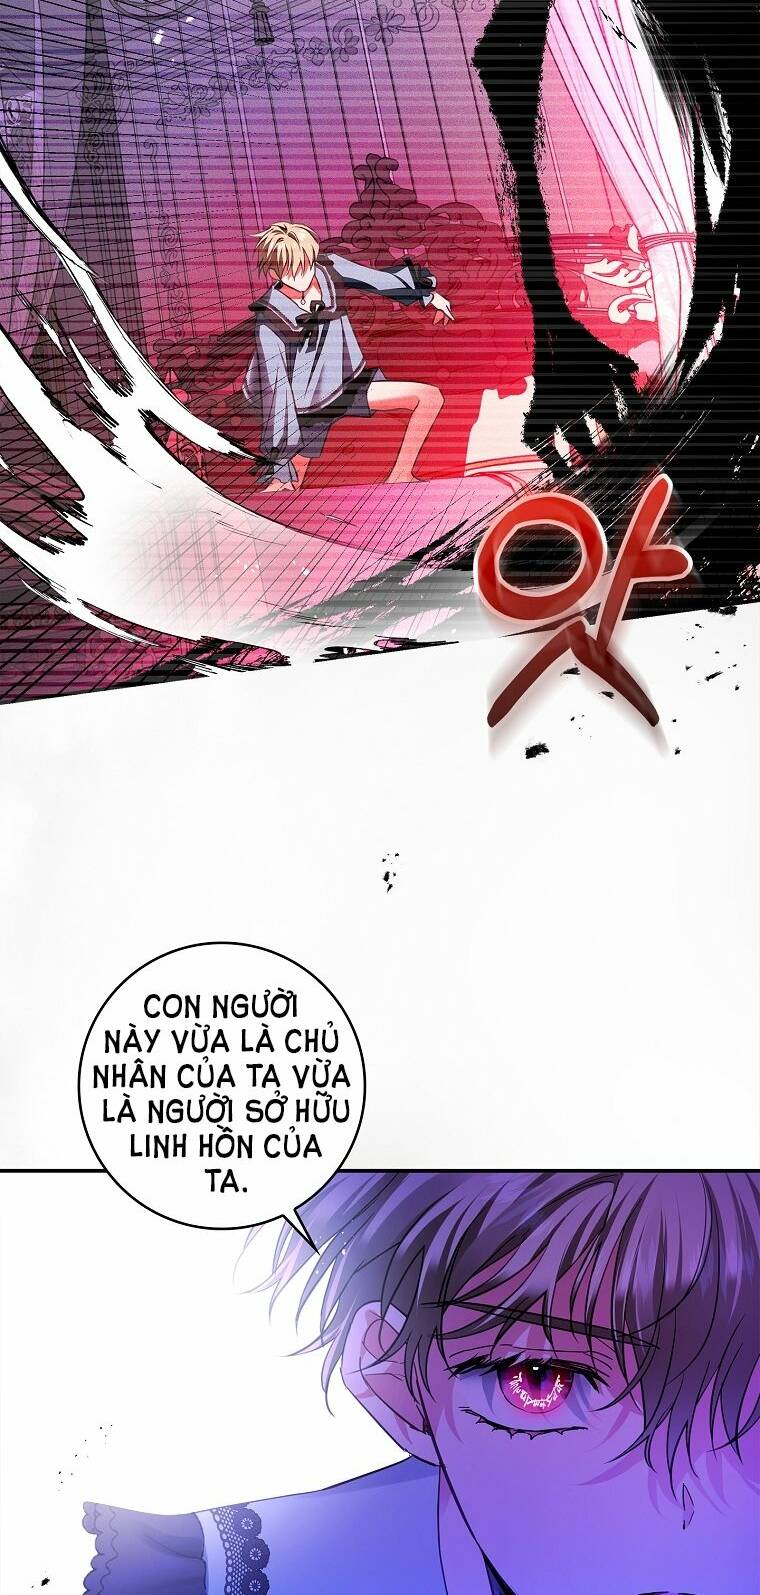 앗
CON NGƯỜI
NÀY VỪA LÀ CHỦ
NHÂN CỦA TA VỪA
LÀ NGƯỜI SỞ HỮU
LINH HỒN CỦA
TA.